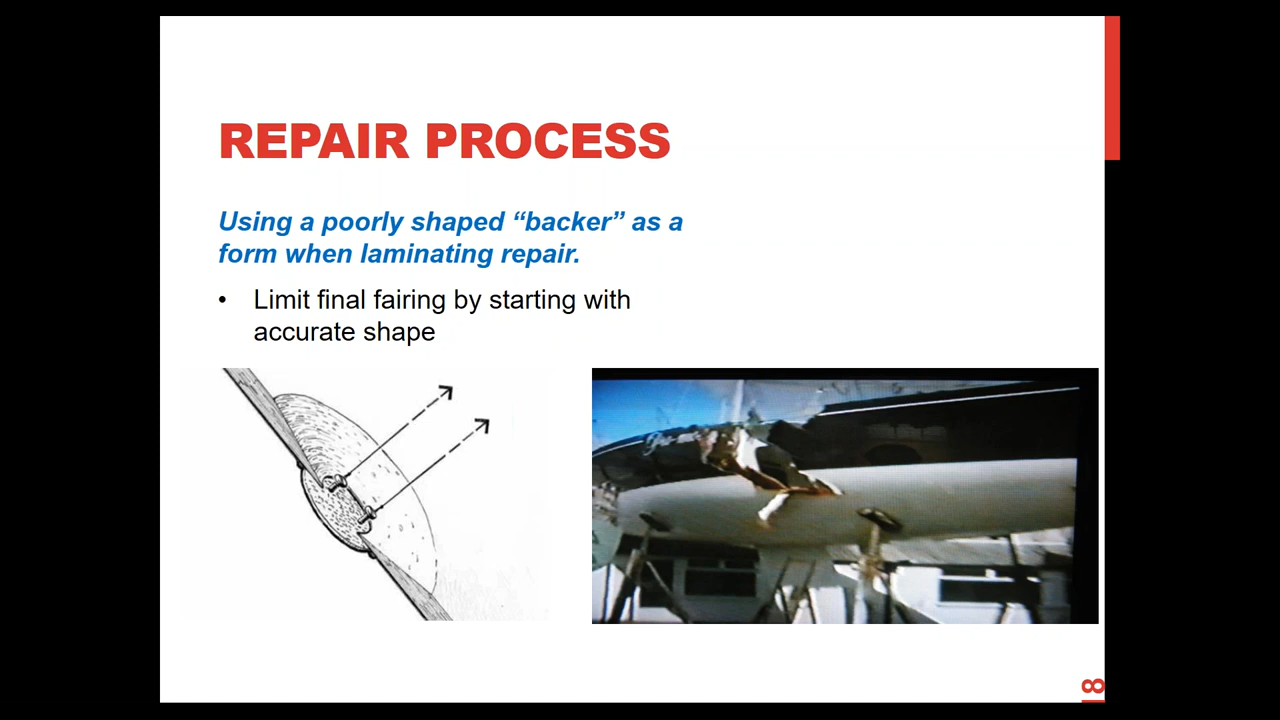 REPAIR PROCESS
Using a poorly shaped “backer” as a
form when laminating repair.
• Limit final fairing by starting with
accurate shape
18